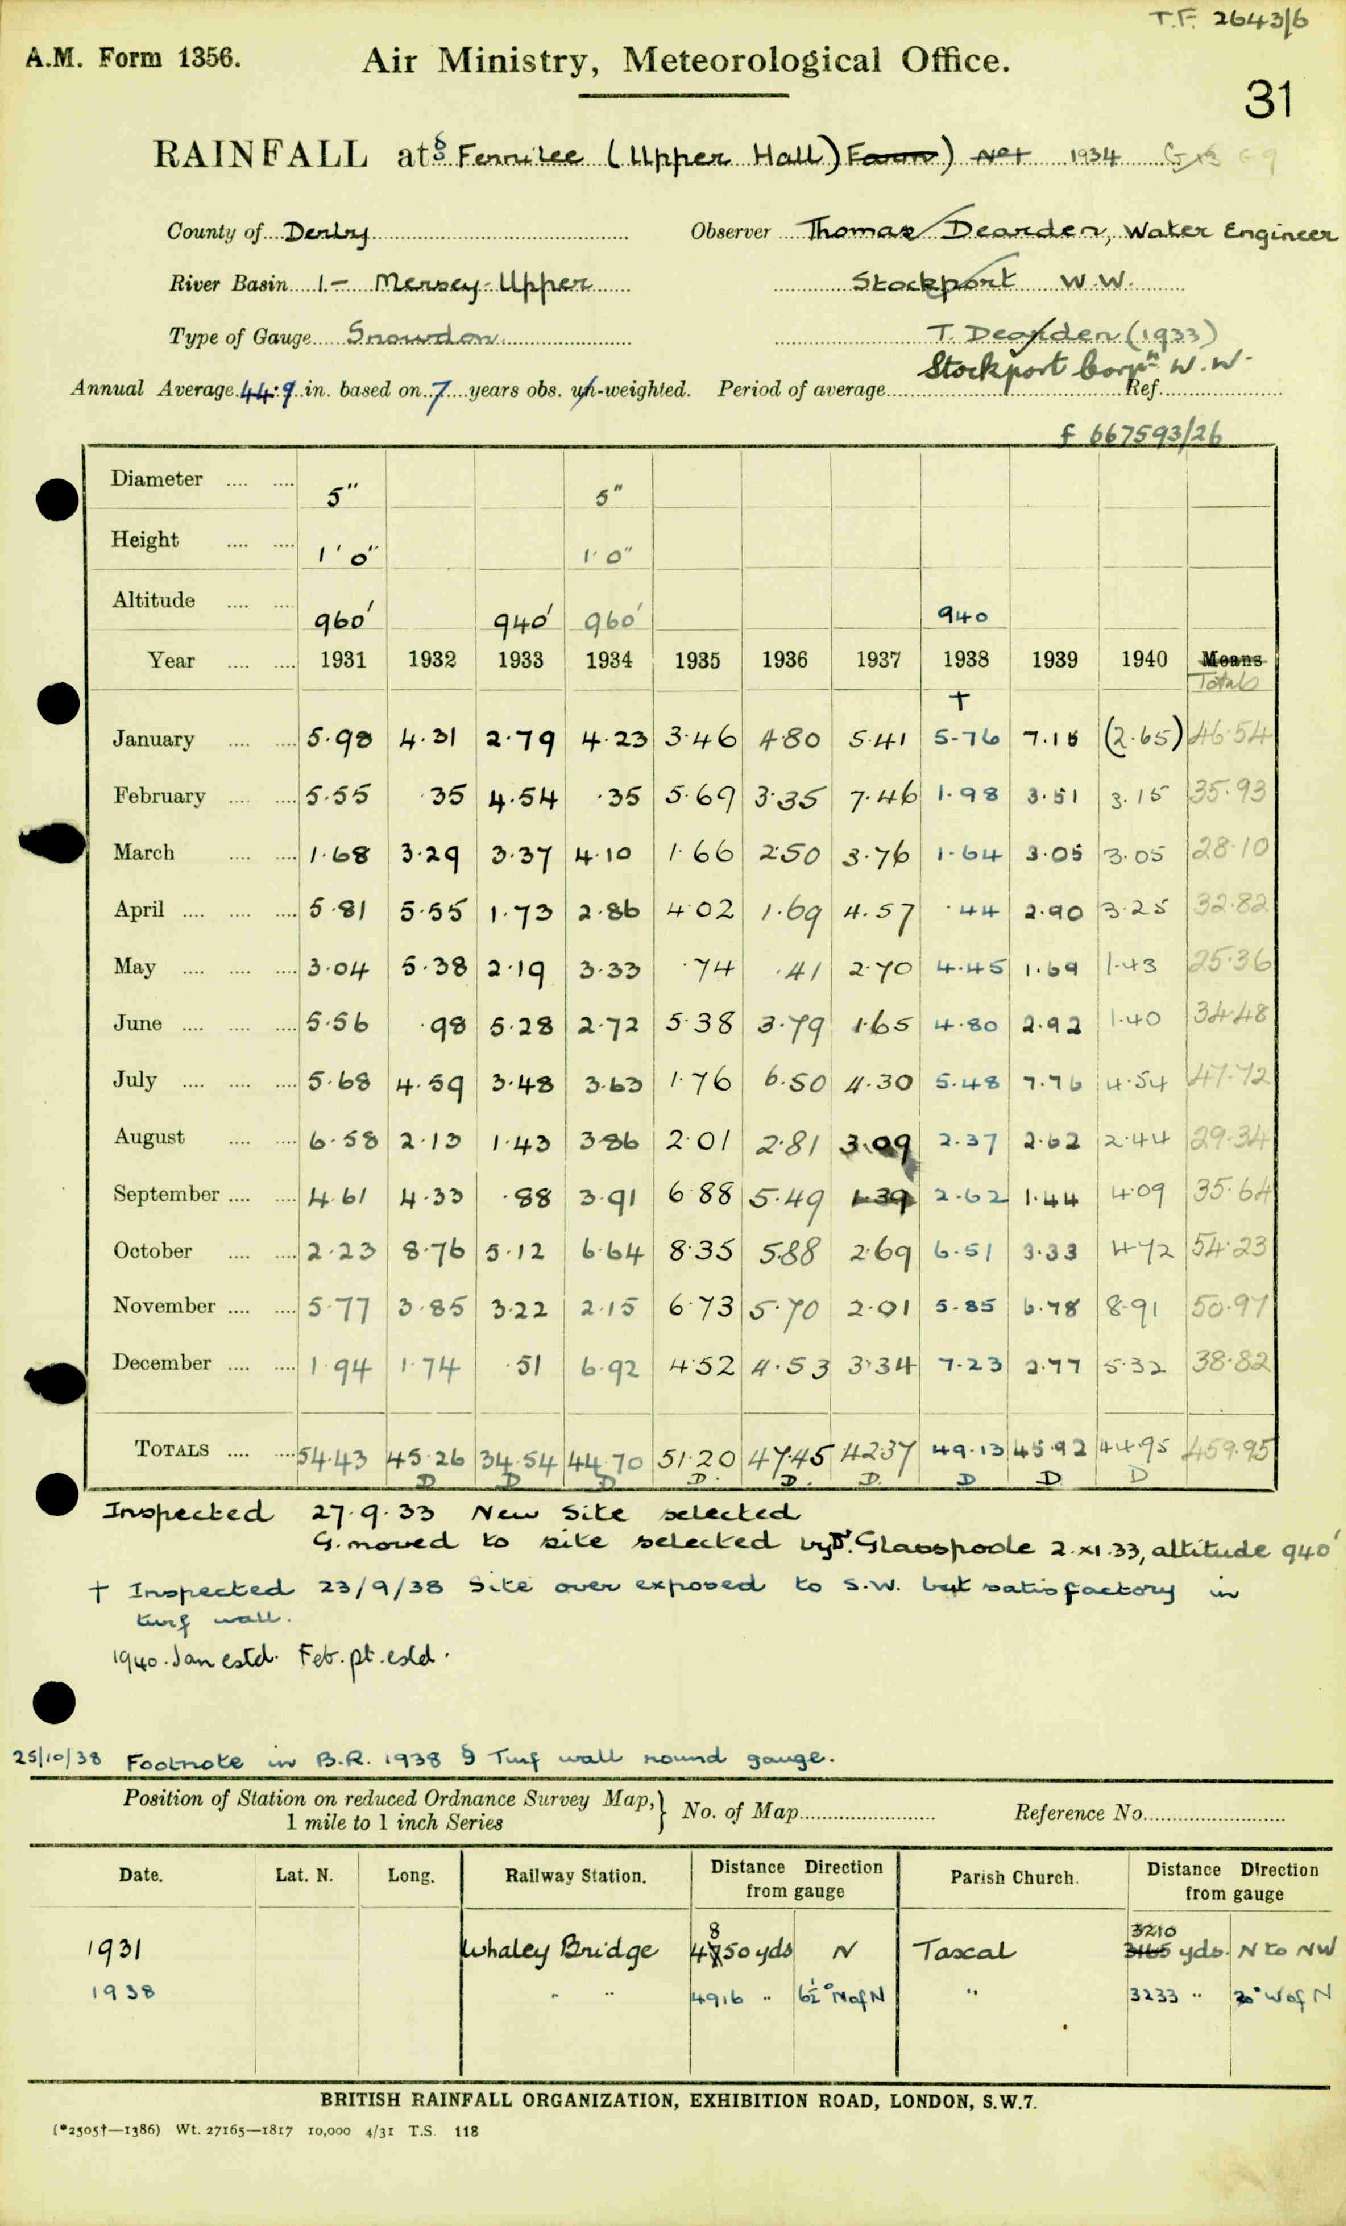 T.F. 2643/6
A.M. Form 1356. Air Ministry, Meteorological Office.
31
RAINFALL at § Fernilee (Upper Hall) Farm) No 1 1934
County of Derby Observer Thomas Dearden, Water Engineer
River Basin 1.- Mersey-Upper Stockport W.W.
Type of Gauge Snowdon T. Dearden (1933)
Stockport Corpn W.W.
Annual Average 44.9 in. based on 7 years obs. un-weighted. Period of average Ref.
f 667593/26
Diameter 5" 5"
Height 1' 0" 1' 0"
Altitude 960' 940' 960' 940
Year 1931 1932 1933 1934 1935 1936 1937 1938 1939 1940 Means
† Totals
January 5.98 4.31 2.79 4.23 3.46 4.80 5.41 5.76 7.15 (2.65) 46.54
February 5.55 .35 4.54 .35 5.69 3.35 7.46 1.98 3.51 3.15 35.93
March 1.68 3.29 3.37 4.10 1.66 2.50 3.76 1.64 3.05 3.05 28.10
April 5.81 5.55 1.73 2.86 4.02 1.69 4.57 .44 2.90 3.25 32.82
May 3.04 5.38 2.19 3.33 .74 .41 2.70 4.45 1.69 1.43 25.36
June 5.56 .98 5.28 2.72 5.38 3.79 1.65 4.80 2.92 1.40 34.48
July 5.68 4.59 3.48 3.63 1.76 6.50 4.30 5.48 7.76 4.54 47.72
August 6.58 2.13 1.43 3.86 2.01 2.81 3.09 2.37 2.62 2.44 29.34
September 4.61 4.33 .88 3.91 6.88 5.49 1.39 2.62 1.44 4.09 35.64
October 2.23 8.76 5.12 6.64 8.35 5.88 2.69 6.51 3.33 4.72 54.23
November 5.77 3.85 3.22 2.15 6.73 5.70 2.01 5.85 6.78 8.91 50.97
December 1.94 1.74 .51 6.92 4.52 4.53 3.34 7.23 2.77 5.32 38.82
TOTALS 54.43 45.26 34.54 44.70 51.20 47.45 42.37 49.13 45.92 44.95 459.95
D D D D. D. D. D D D
Inspected 27.9.33 New Site selected
G. moved to site selected by Dr. Glasspoole 2.XI.33, altitude 940'
† Inspected 23/9/38 Site over exposed to S.W. but satisfactory in
turf wall.
1940. Jan estd. Feb. pt. estd.
25/10/38 Footnote in B.R. 1938 § Turf wall round gauge.
Position of Station on reduced Ordnance Survey Map,} No. of Map Reference No.
1 mile to 1 inch Series
Date. Lat. N. Long. Railway Station. Distance Direction from gauge Parish Church. Distance Direction from gauge
8 3210
1931 Whaley Bridge 4750 yds N Taxal 3165 yds. N to NW
1938 " " 4916 " 6½° N of N " 3233 " 20° W of N
BRITISH RAINFALL ORGANIZATION, EXHIBITION ROAD, LONDON, S.W.7.
(*2505†—1386) Wt. 27165—1817 10,000 4/31 T.S. 118